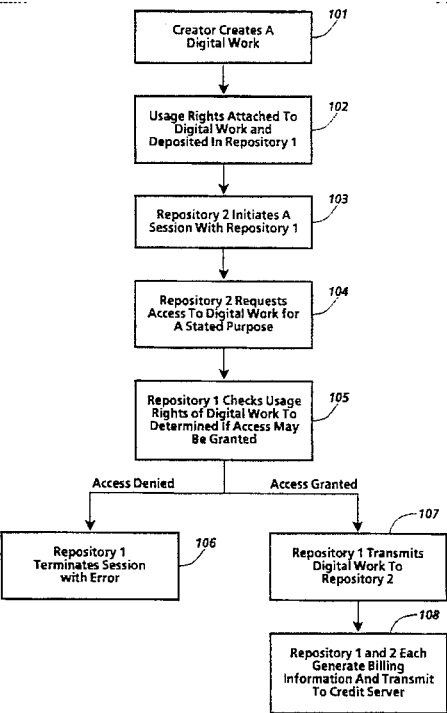 101
Creator Creates A
Digital Work
102
Usage Rights Attached To
Digital Work and
Deposited In Repository 1
103
Repository 2 Initiates A
Session With Repository 1
104
Repository 2 Requests
Access To Digital Work for
A Stated Purpose
105
Repository 1 Checks Usage
Rights of Digital Work To
Determined If Access May
Be Granted
Access Denied
Access Granted
106
Repository 1
Terminates Session
with Error
107
Repository 1 Transmits
Digital Work To
Repository 2
108
Repository 1 and 2 Each
Generate Billing
Information And Transmit
To Credit Server